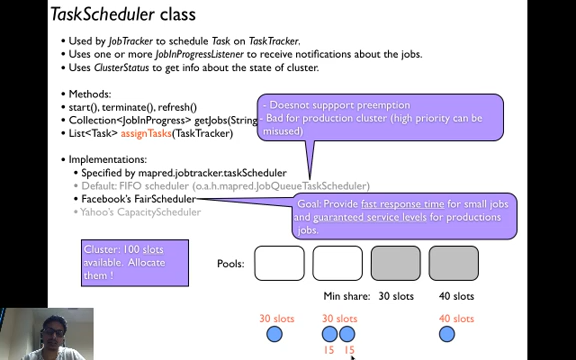 TaskScheduler class
• Used by JobTracker to schedule Task on TaskTracker.
• Uses one or more JobInProgressListener to receive notifications about the jobs.
• Uses ClusterStatus to get info about the state of cluster.
• Methods:
• start(), terminate(), refresh()
• Collection<JobInProgress> getJobs(String
• List<Task> assignTasks(TaskTracker)
- Doesnot suppport preemption
- Bad for production cluster (high priority can be
misused)
• Implementations:
• Specified by mapred.jobtracker.taskScheduler
• Default: FIFO scheduler (o.a.h.mapred.JobQueueTaskScheduler)
• Facebook's FairScheduler
• Yahoo's CapacityScheduler
Goal: Provide fast response time for small jobs
and guaranteed service levels for productions
jobs.
Cluster: 100 slots
available. Allocate
them !
Pools:
Min share: 30 slots 40 slots
30 slots 30 slots 40 slots
15 15